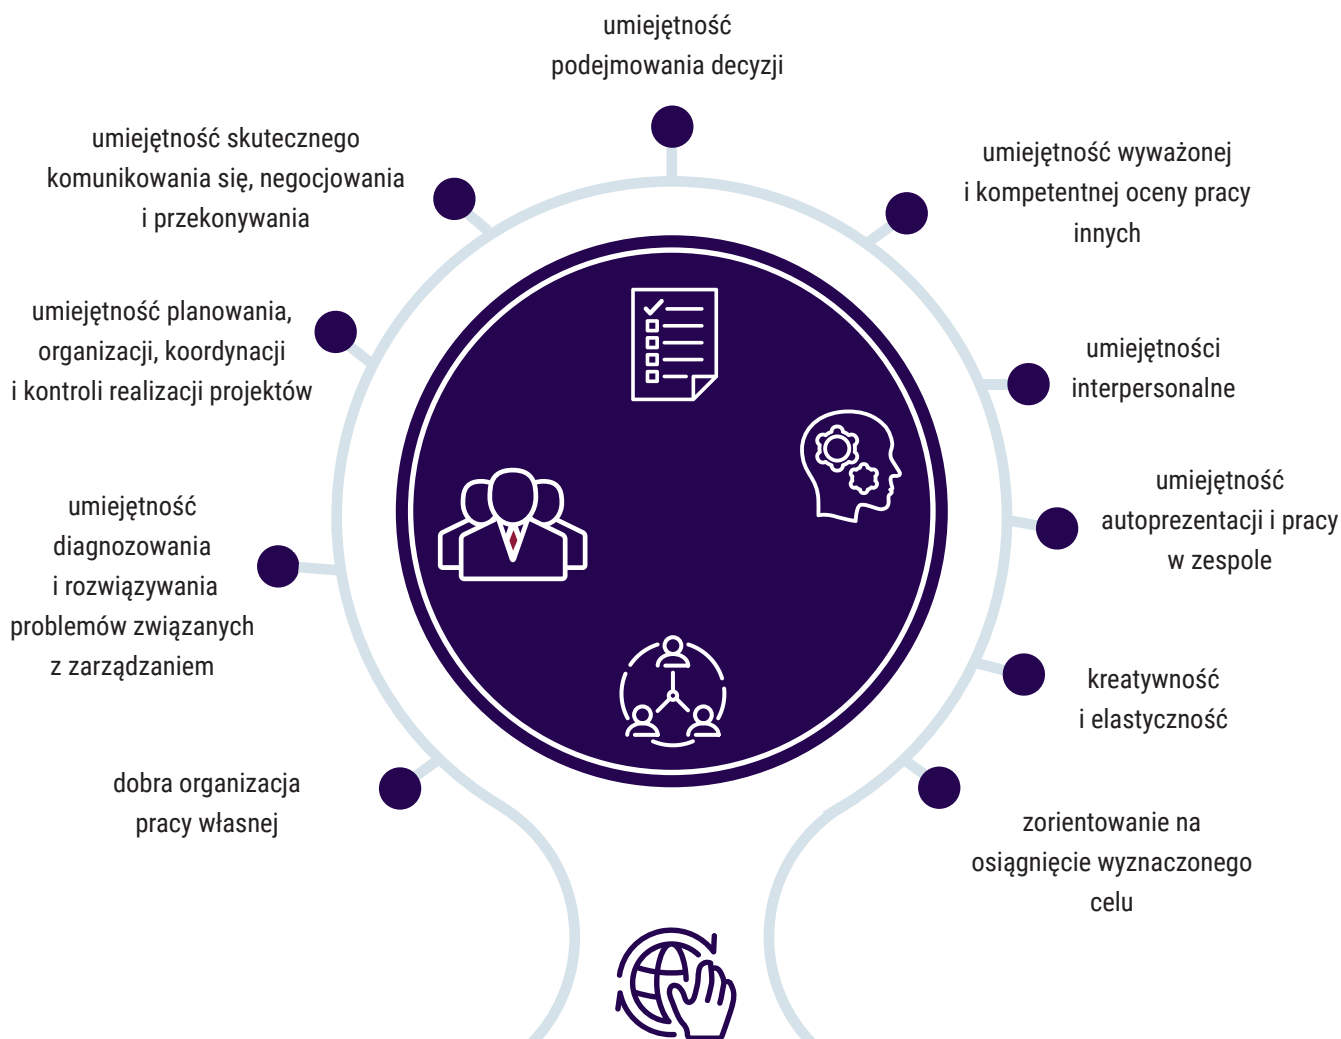 umiejętność
podejmowania decyzji
umiejętność skutecznego
komunikowania się, negocjowania
i przekonywania
umiejętność wyważonej
i kompetentnej oceny pracy
innych
umiejętność planowania,
organizacji, koordynacji
i kontroli realizacji projektów
umiejętności
interpersonalne
umiejętność
diagnozowania
i rozwiązywania
problemów związanych
z zarządzaniem
umiejętność
autoprezentacji i pracy
w zespole
kreatywność
i elastyczność
dobra organizacja
pracy własnej
zorientowanie na
osiągnięcie wyznaczonego
celu